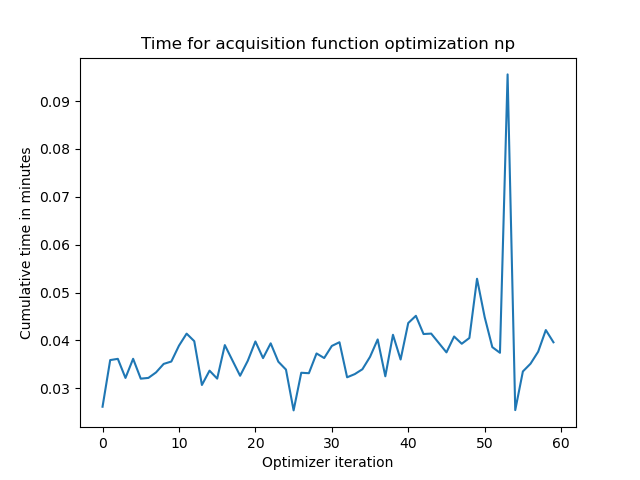 Time for acquisition function optimization np
Cumulative time in minutes
0.09
0.08
0.07
0.06
0.05
0.04
0.03
0 10 20 30 40 50 60
Optimizer iteration